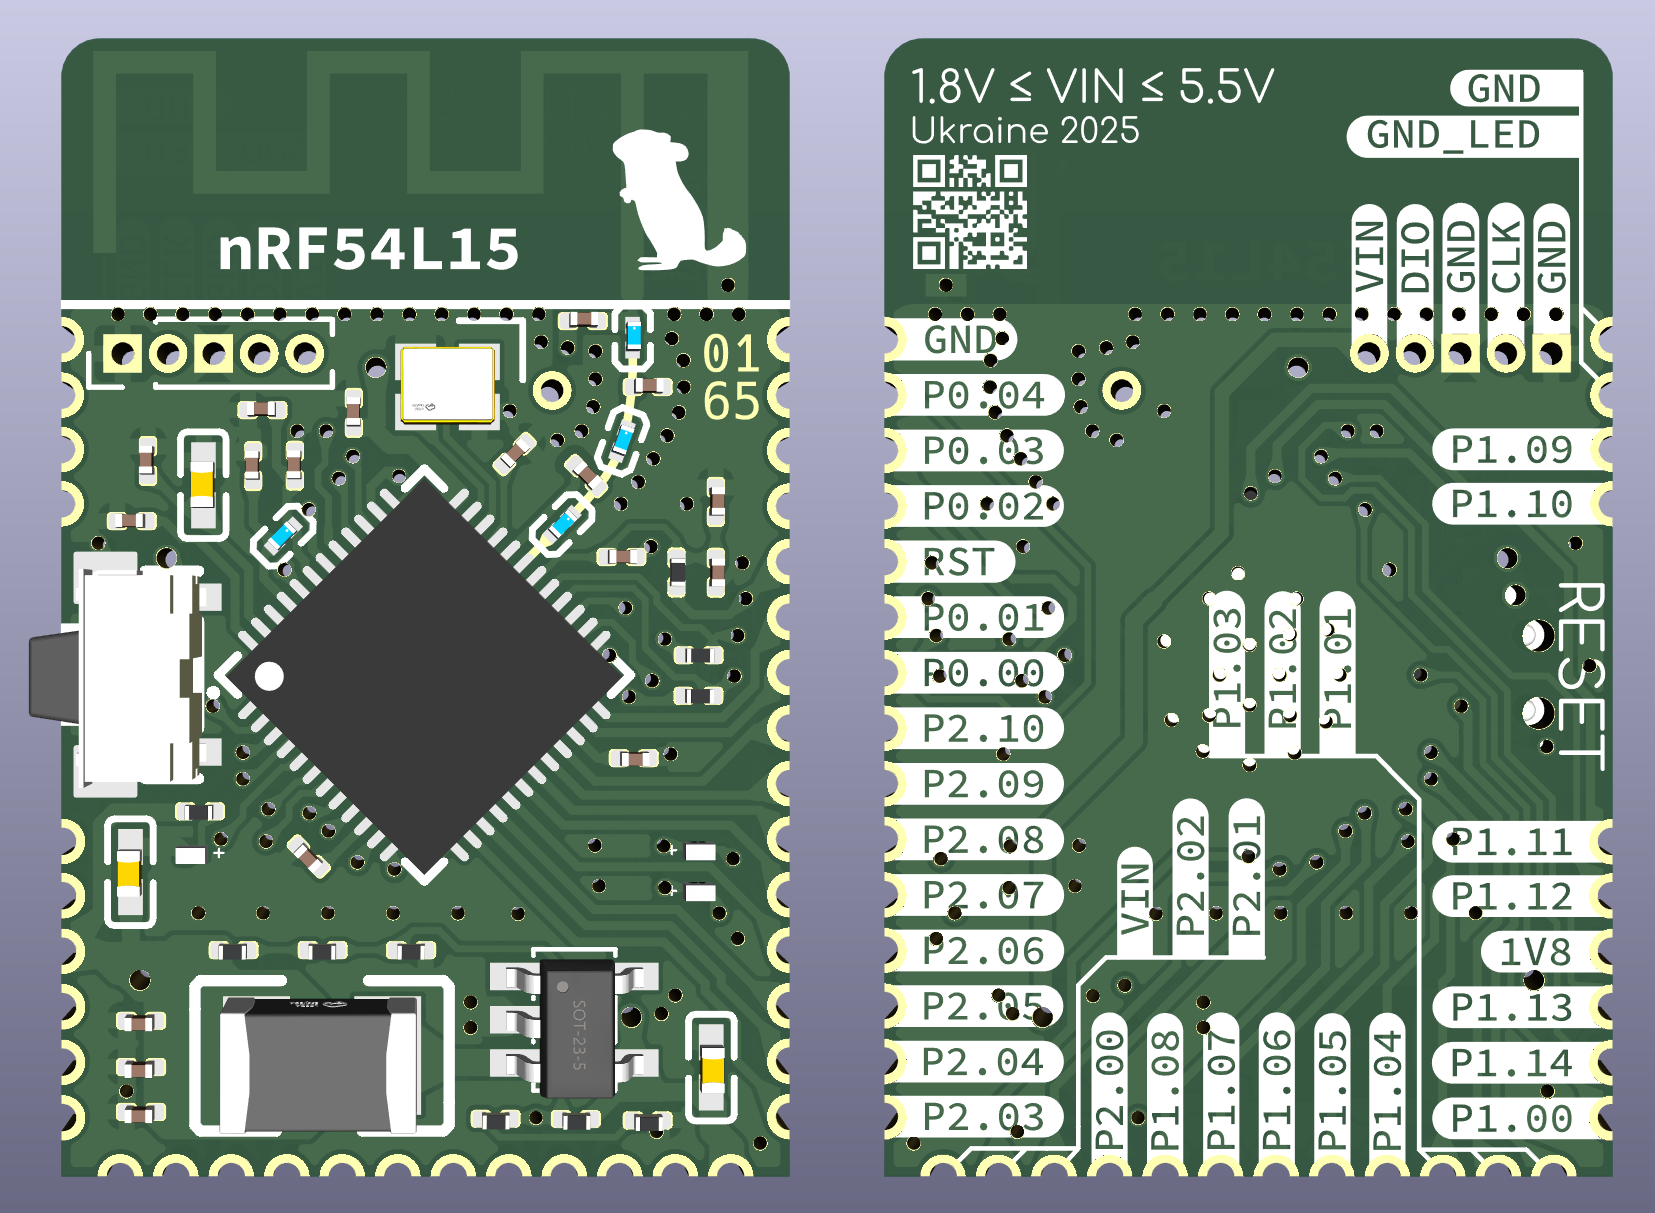 nRF54L15
01
65
+
+
+
SOT-23-5
1.8V ≤ VIN ≤ 5.5V
Ukraine 2025
GND
GND_LED
VIN
DIO
GND
CLK
GND
GND
P0.04
P0.03
P0.02
RST
P0.01
P0.00
P2.10
P2.09
P2.08
P2.07
P2.06
P2.05
P2.04
P2.03
P1.03
P1.02
P1.01
VIN
P2.02
P2.01
P2.00
P1.08
P1.07
P1.06
P1.05
P1.04
P1.09
P1.10
RESET
P1.11
P1.12
1V8
P1.13
P1.14
P1.00